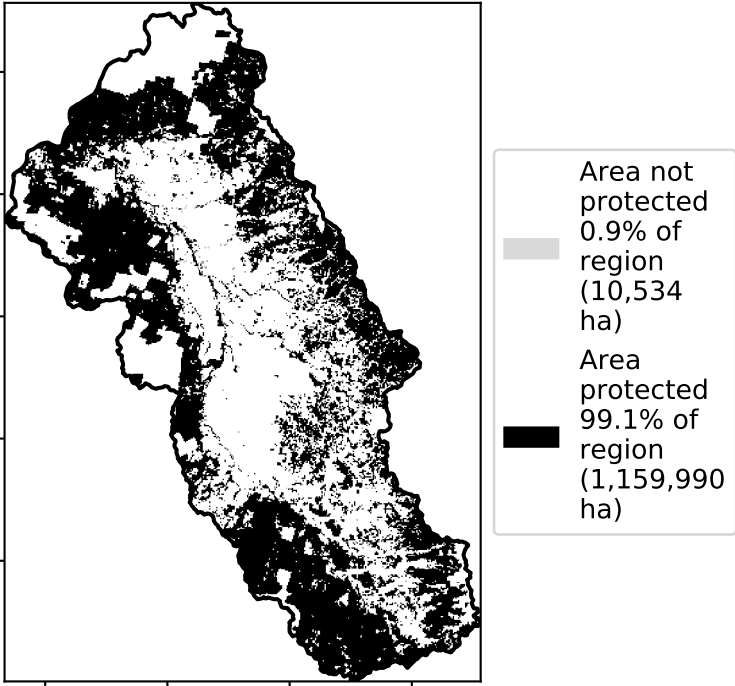 Area not
protected
0.9% of
region
(10,534
ha)
Area
protected
99.1% of
region
(1,159,990
ha)